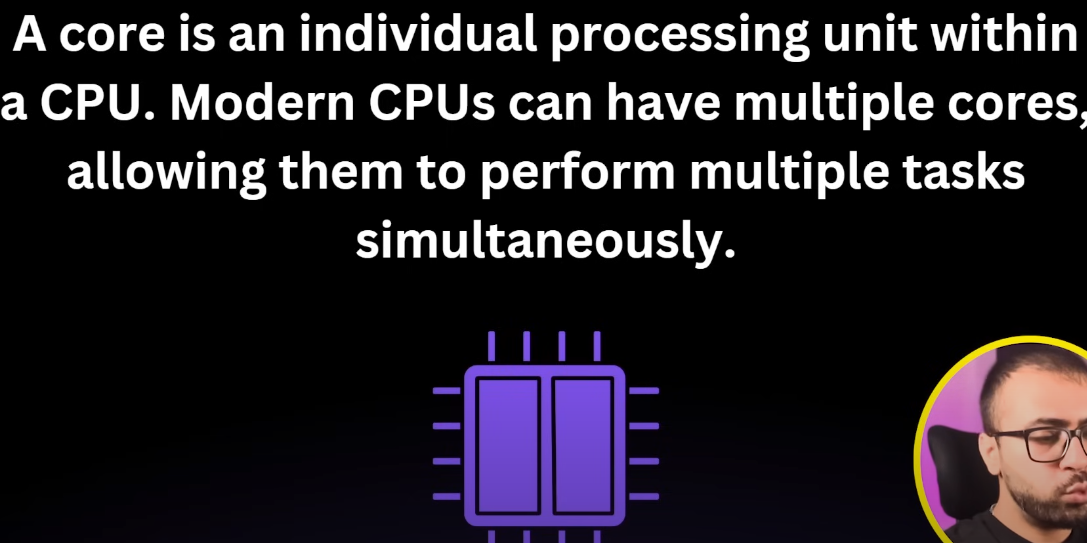 A core is an individual processing unit within
a CPU. Modern CPUs can have multiple cores,
allowing them to perform multiple tasks
simultaneously.